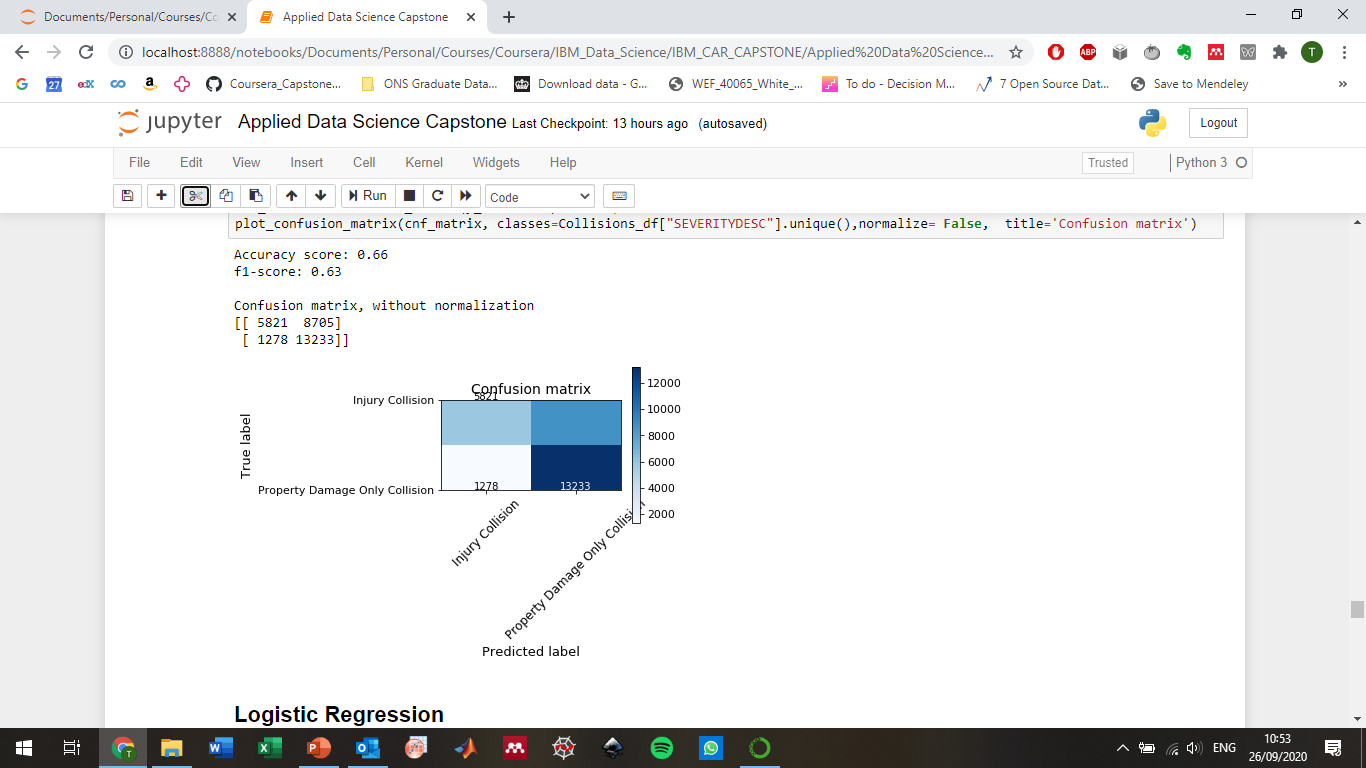 Documents/Personal/Courses/Co
Applied Data Science Capstone
localhost:8888/notebooks/Documents/Personal/Courses/Coursera/IBM_Data_Science/IBM_CAR_CAPSTONE/Applied%20Data%20Science...
ABP
T
G
27
edX
a
Coursera_Capstone...
ONS Graduate Data...
Download data - G...
WEF_40065_White_...
To do - Decision M...
7 Open Source Dat...
Save to Mendeley
»
jupyter Applied Data Science Capstone Last Checkpoint: 13 hours ago (autosaved)
Logout
File Edit View Insert Cell Kernel Widgets Help
Trusted
Python 3
Run
Code
plot_confusion_matrix(cnf_matrix, classes=Collisions_df["SEVERITYDESC"].unique(),normalize= False,  title='Confusion matrix')
Accuracy score: 0.66
f1-score: 0.63
Confusion matrix, without normalization
[[ 5821  8705]
 [ 1278 13233]]
Confusion matrix
5821
1278
13233
Injury Collision
Property Damage Only Collision
True label
Injury Collision
Property Damage Only Collision
Predicted label
12000
10000
8000
6000
4000
2000
Logistic Regression
ENG
10:53
26/09/2020